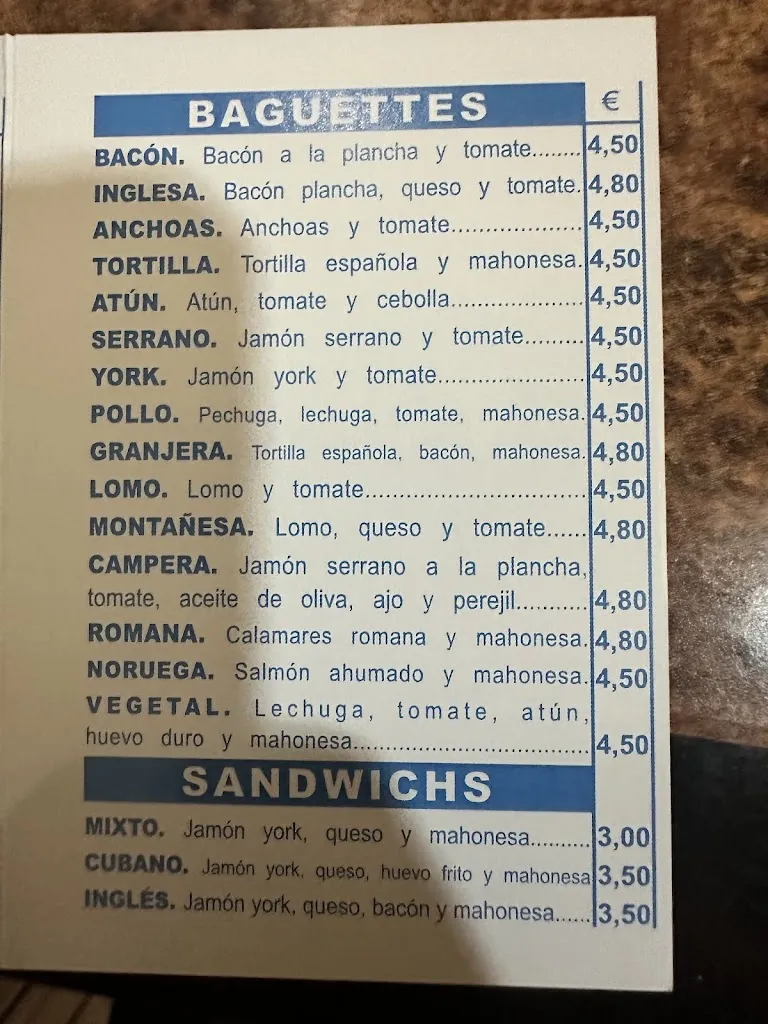 BAGUETTES €
BACÓN. Bacón a la plancha y tomate........ 4,50
INGLESA. Bacón plancha, queso y tomate. 4,80
ANCHOAS. Anchoas y tomate.................... 4,50
TORTILLA. Tortilla española y mahonesa. 4,50
ATÚN. Atún, tomate y cebolla.................... 4,50
SERRANO. Jamón serrano y tomate......... 4,50
YORK. Jamón york y tomate...................... 4,50
POLLO. Pechuga, lechuga, tomate, mahonesa. 4,50
GRANJERA. Tortilla española, bacón, mahonesa. 4,80
LOMO. Lomo y tomate................................. 4,50
MONTAÑESA. Lomo, queso y tomate...... 4,80
CAMPERA. Jamón serrano a la plancha,
tomate, aceite de oliva, ajo y perejil........... 4,80
ROMANA. Calamares romana y mahonesa. 4,80
NORUEGA. Salmón ahumado y mahonesa. 4,50
VEGETAL. Lechuga, tomate, atún,
huevo duro y mahonesa................................... 4,50
SANDWICHS
MIXTO. Jamón york, queso y mahonesa.......... 3,00
CUBANO. Jamón york, queso, huevo frito y mahonesa 3,50
INGLÉS. Jamón york, queso, bacón y mahonesa...... 3,50